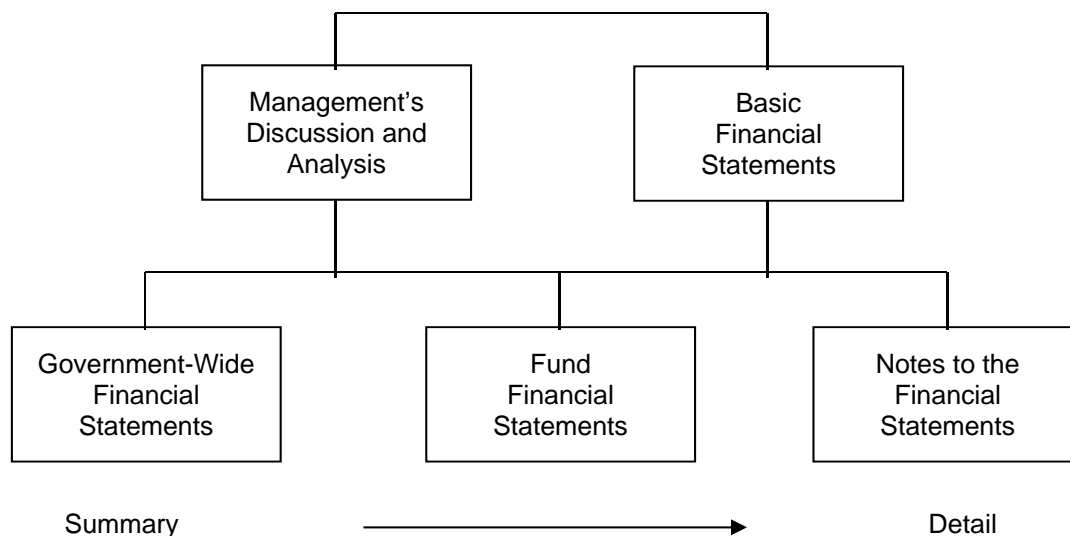 Management’s
Discussion and
Analysis
Basic
Financial
Statements
Government-Wide
Financial
Statements
Fund
Financial
Statements
Notes to the
Financial
Statements
Summary
Detail